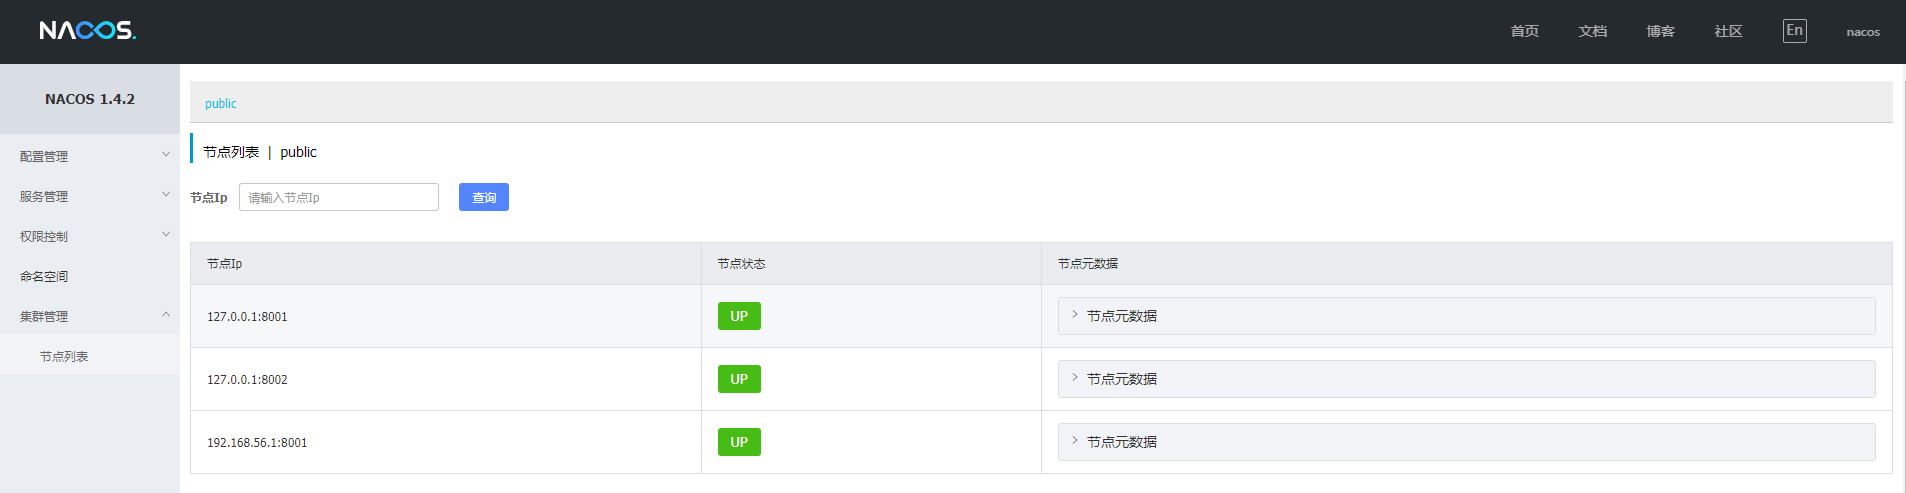 NACOS.
首页 文档 博客 社区 En nacos
NACOS 1.4.2
配置管理
服务管理
权限控制
命名空间
集群管理
节点列表
public
节点列表 | public
节点Ip 请输入节点Ip 查询
节点Ip 节点状态 节点元数据
127.0.0.1:8001 UP 节点元数据
127.0.0.1:8002 UP 节点元数据
192.168.56.1:8001 UP 节点元数据